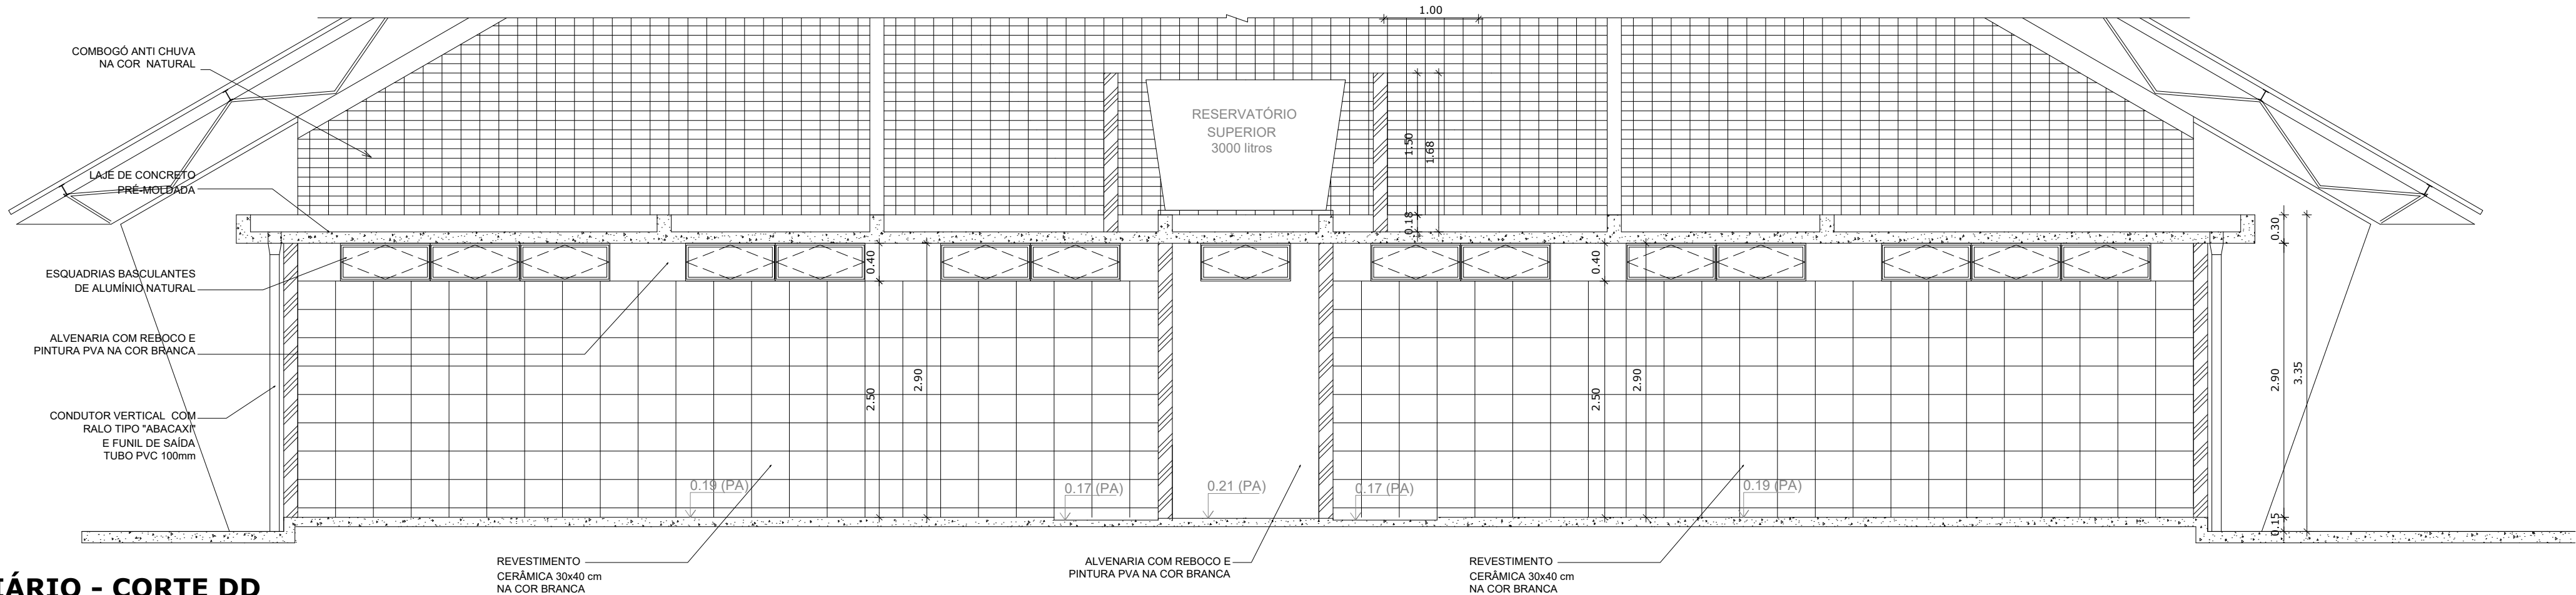 1.00
COMBOGÓ ANTI CHUVA
NA COR NATURAL
RESERVATÓRIO
SUPERIOR
3000 litros
1.50
1.68
LAJE DE CONCRETO
PRÉ-MOLDADA
0.18
0.30
ESQUADRIAS BASCULANTES
DE ALUMÍNIO NATURAL
0.40
0.40
ALVENARIA COM REBOCO E
PINTURA PVA NA COR BRANCA
2.50
2.90
2.50
2.90
2.90
3.35
CONDUTOR VERTICAL COM
RALO TIPO "ABACAXI"
E FUNIL DE SAÍDA
TUBO PVC 100mm
0.19 (PA)
0.17 (PA)
0.21 (PA)
0.17 (PA)
0.19 (PA)
0.15
REVESTIMENTO
CERÂMICA 30x40 cm
NA COR BRANCA
ALVENARIA COM REBOCO E
PINTURA PVA NA COR BRANCA
REVESTIMENTO
CERÂMICA 30x40 cm
NA COR BRANCA
IÁRIO - CORTE DD